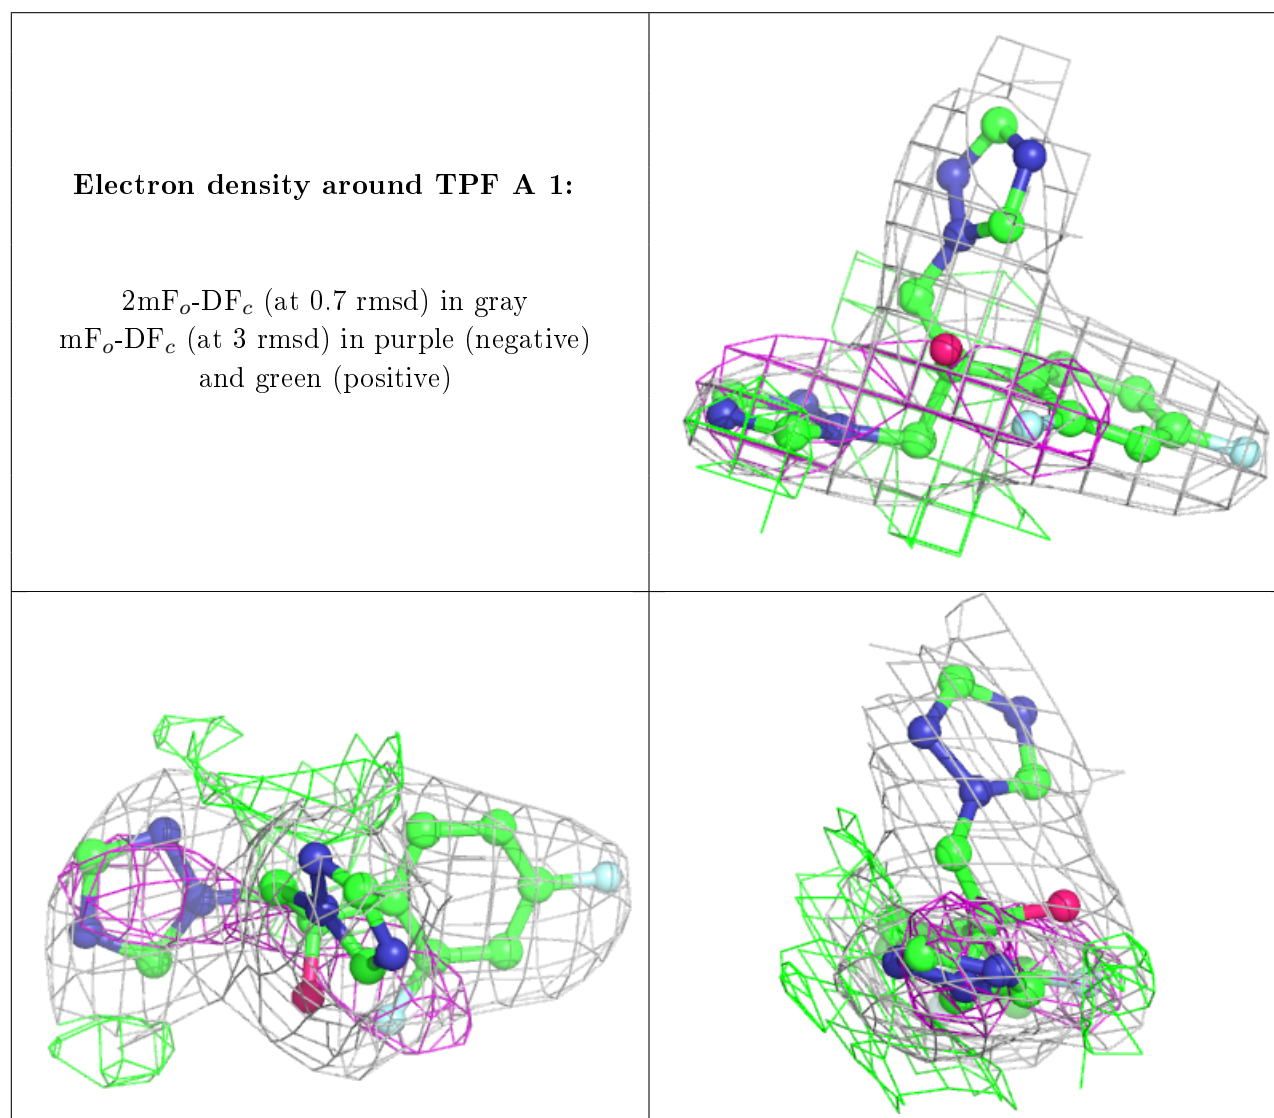 Electron density around TPF A 1:
2mFₒ-DF𝒸 (at 0.7 rmsd) in gray
mFₒ-DF𝒸 (at 3 rmsd) in purple (negative)
and green (positive)